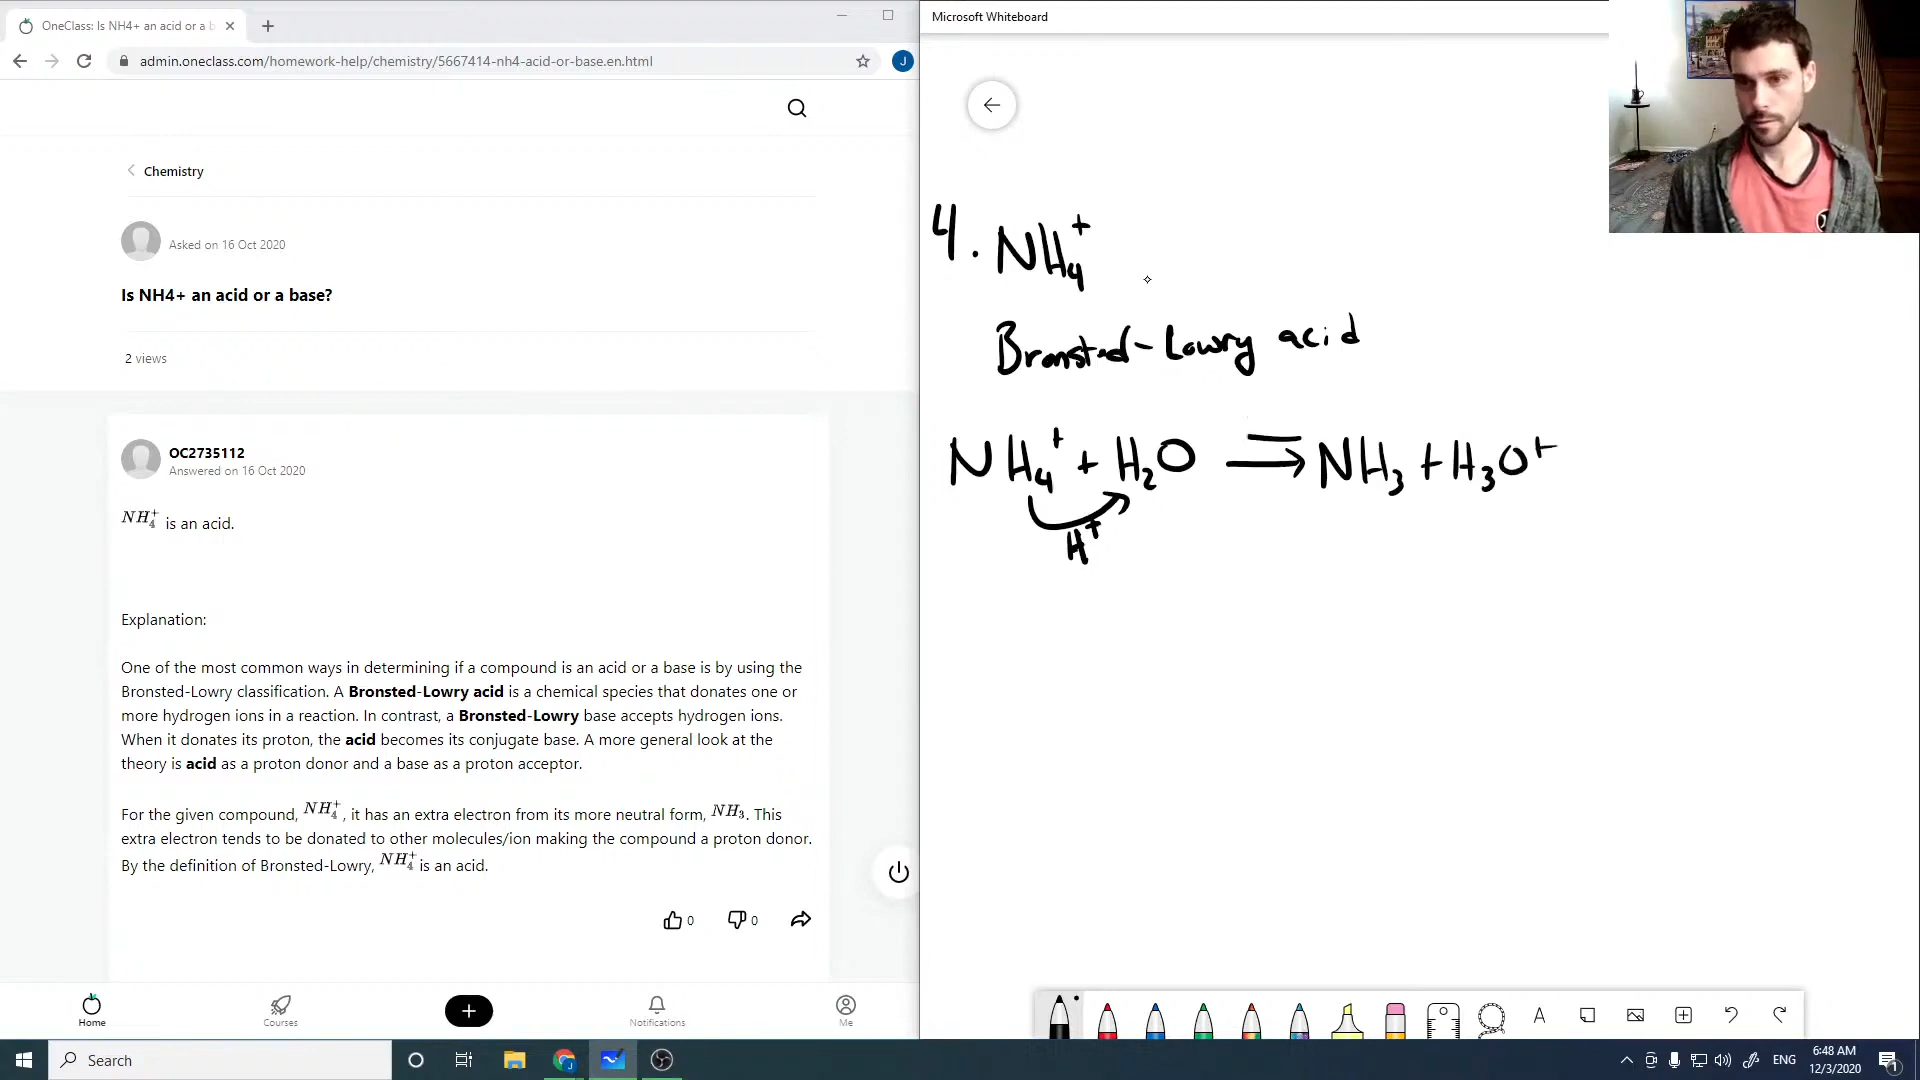 OneClass: Is NH4+ an acid or a b
admin.oneclass.com/homework-help/chemistry/5667414-nh4-acid-or-base.en.html
J
Chemistry
Asked on 16 Oct 2020
Is NH4+ an acid or a base?
2 views
OC2735112
Answered on 16 Oct 2020
NH₄⁺ is an acid.
Explanation:
One of the most common ways in determining if a compound is an acid or a base is by using the
Bronsted-Lowry classification. A Bronsted-Lowry acid is a chemical species that donates one or
more hydrogen ions in a reaction. In contrast, a Bronsted-Lowry base accepts hydrogen ions.
When it donates its proton, the acid becomes its conjugate base. A more general look at the
theory is acid as a proton donor and a base as a proton acceptor.
For the given compound, NH₄⁺, it has an extra electron from its more neutral form, NH₃. This
extra electron tends to be donated to other molecules/ion making the compound a proton donor.
By the definition of Bronsted-Lowry, NH₄⁺ is an acid.
0
0
Home
Courses
Notifications
Me
Microsoft Whiteboard
4. NH₄⁺
Bronsted-Lowry acid
NH₄⁺ + H₂O ⇌ NH₃ + H₃O⁺
H⁺
A
Search
J
ENG
6:48 AM
12/3/2020
1